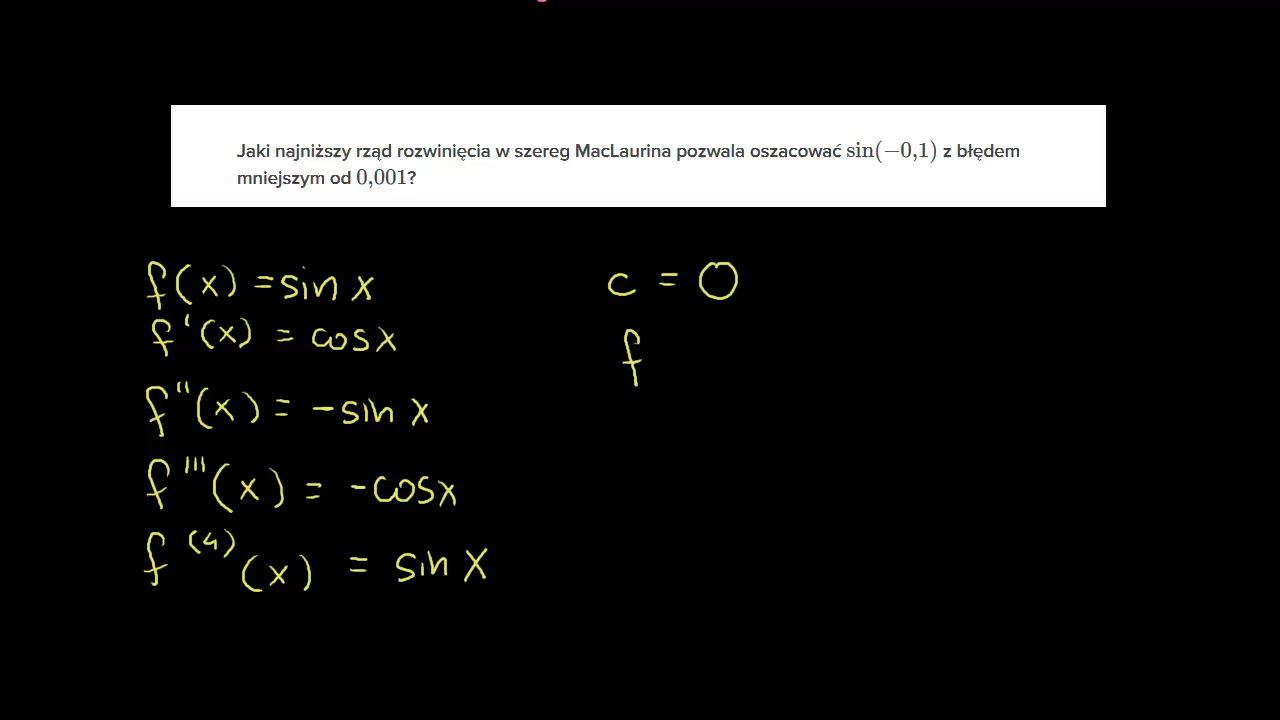 Jaki najniższy rząd rozwinięcia w szereg MacLaurina pozwala oszacować sin(−0,1) z błędem
mniejszym od 0,001?
f(x) = sin x
c = 0
f'(x) = cos x
f
f''(x) = - sin x
f'''(x) = - cos x
f^(4)(x) = sin x